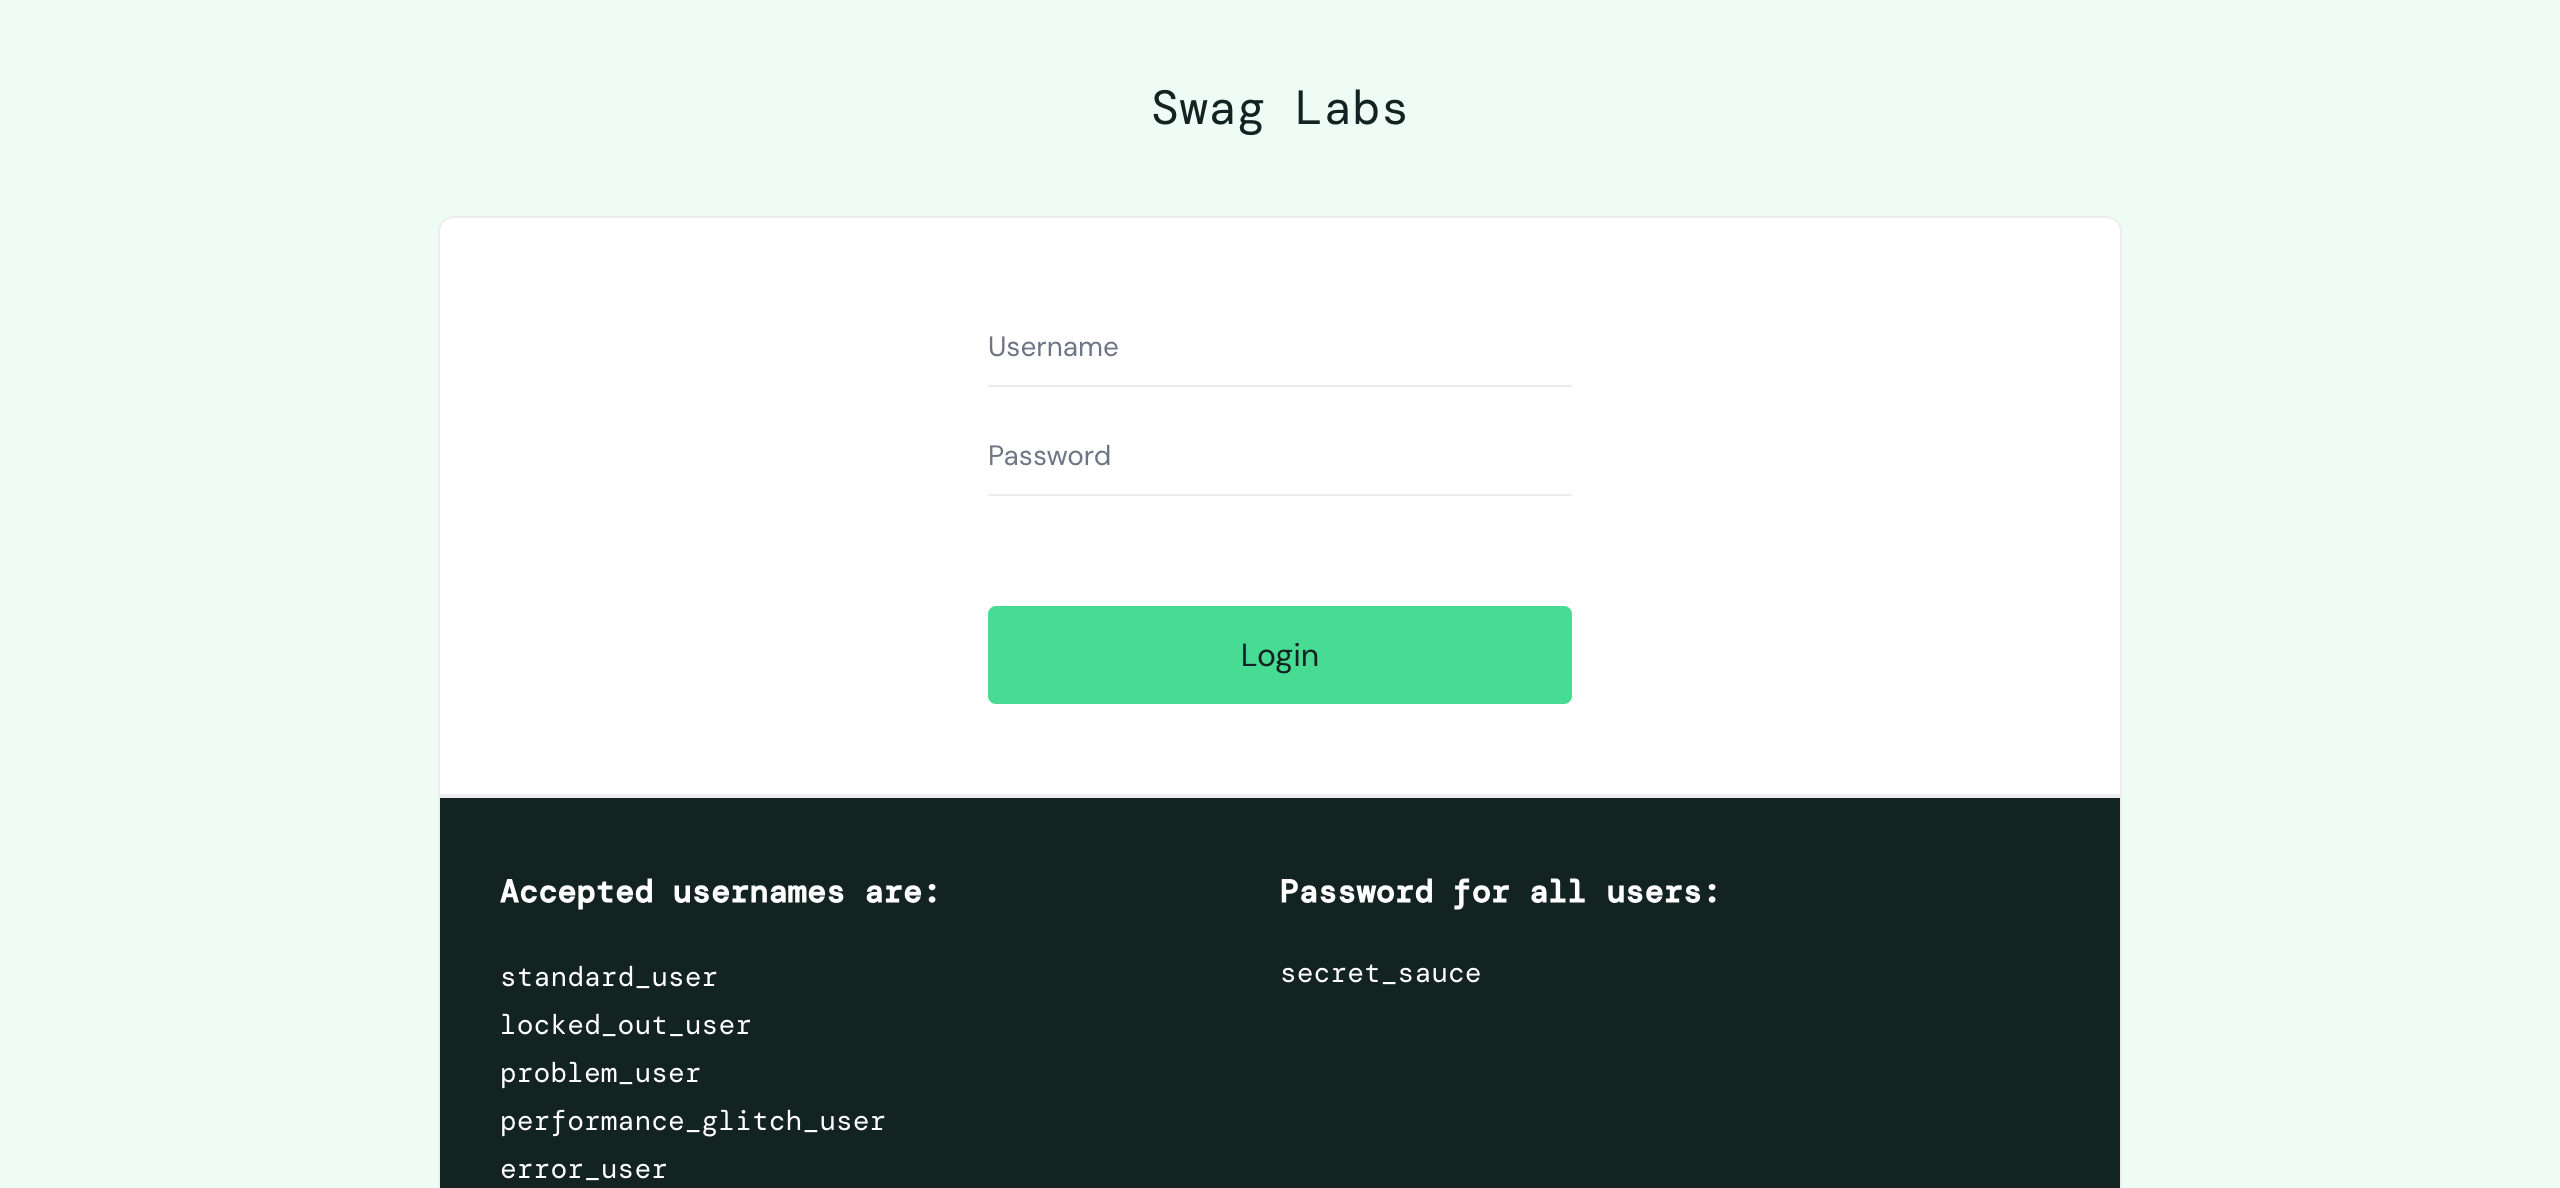 Swag Labs
Username
Password
Login
Accepted usernames are:
standard_user
locked_out_user
problem_user
performance_glitch_user
error_user
Password for all users:
secret_sauce